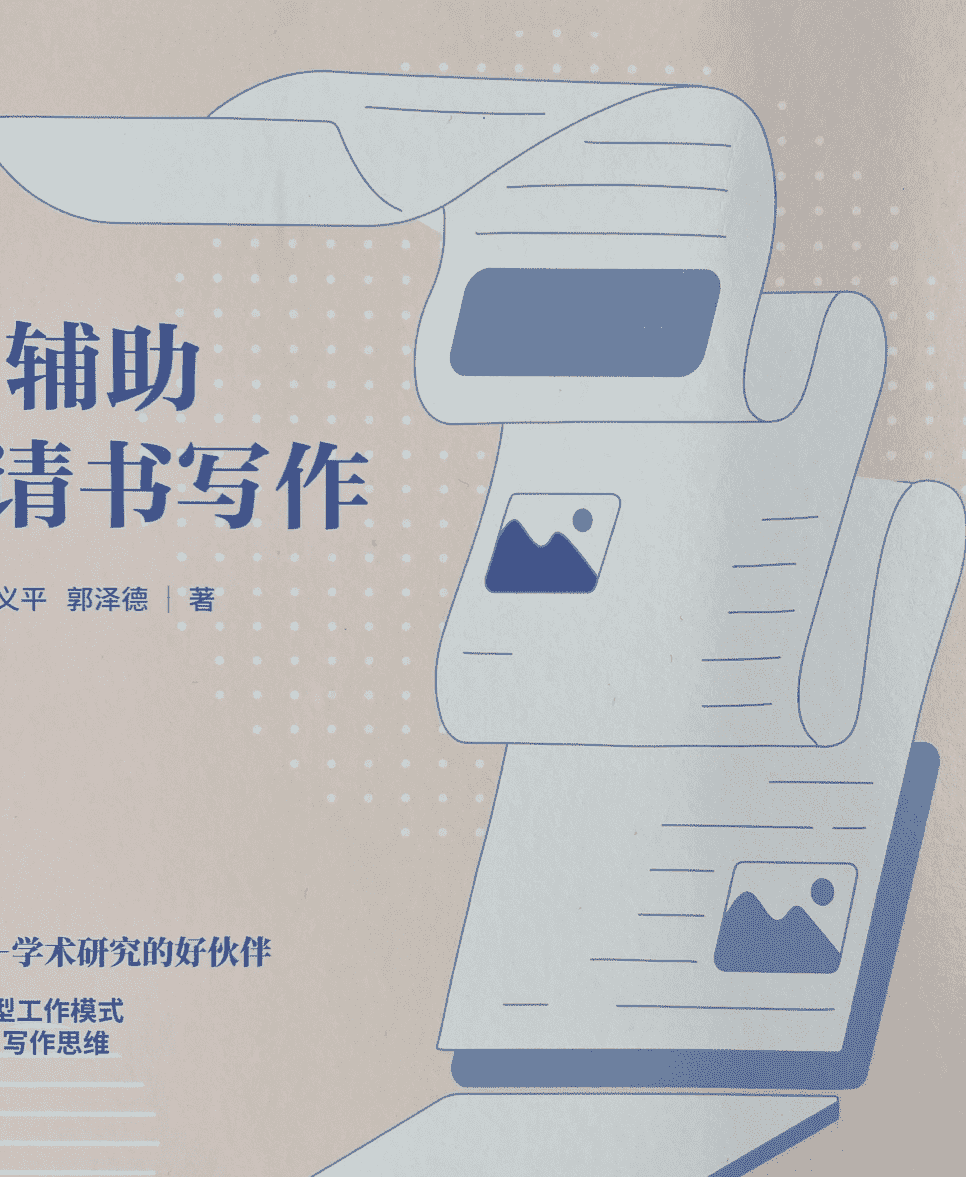 辅助
请书写作
义平 郭泽德 | 著
学术研究的好伙伴
型工作模式
写作思维